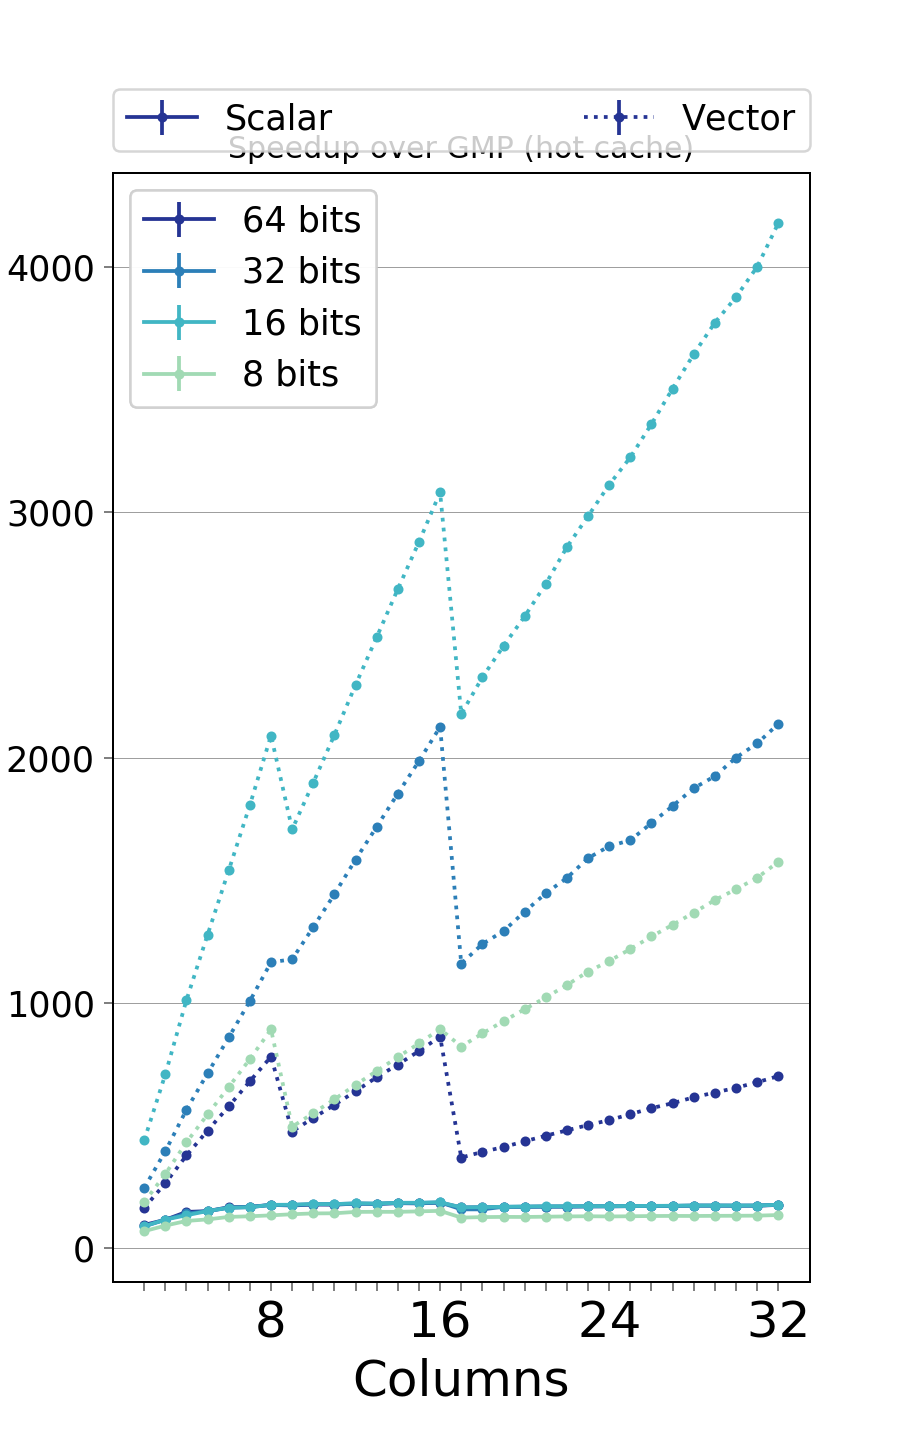 Scalar Vector
Speedup over GMP (hot cache)
64 bits
32 bits
16 bits
8 bits
4000
3000
2000
1000
0
8 16 24 32
Columns